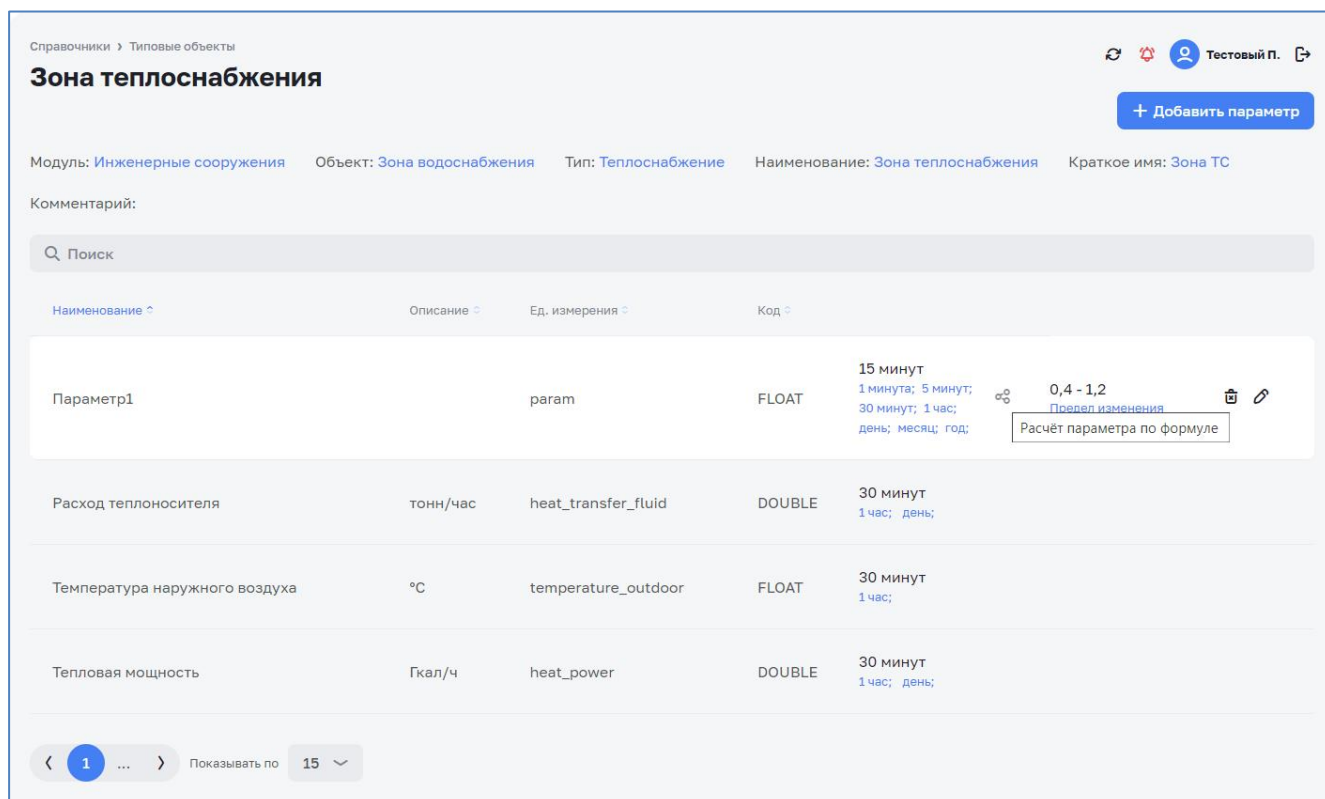 Справочники › Типовые объекты
Зона теплоснабжения
Тестовый П.
+ Добавить параметр
Модуль: Инженерные сооружения Объект: Зона водоснабжения Тип: Теплоснабжение Наименование: Зона теплоснабжения Краткое имя: Зона ТС
Комментарий:
Поиск
Наименование Описание Ед. измерения Код
Параметр1 param FLOAT
15 минут
1 минута; 5 минут;
30 минут; 1 час;
день; месяц; год;
0,4 - 1,2
Предел изменения
Расчёт параметра по формуле
Расход теплоносителя тонн/час heat_transfer_fluid DOUBLE
30 минут
1 час; день;
Температура наружного воздуха °C temperature_outdoor FLOAT
30 минут
1 час;
Тепловая мощность Гкал/ч heat_power DOUBLE
30 минут
1 час; день;
1 ... Показывать по 15